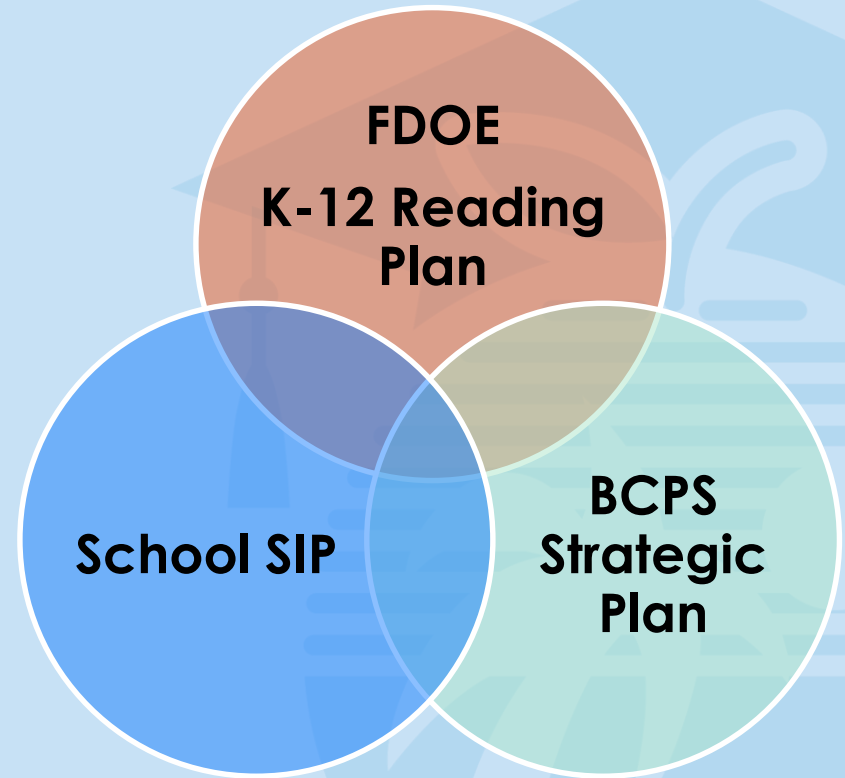 FDOE
K-12 Reading
Plan
School SIP
BCPS
Strategic
Plan